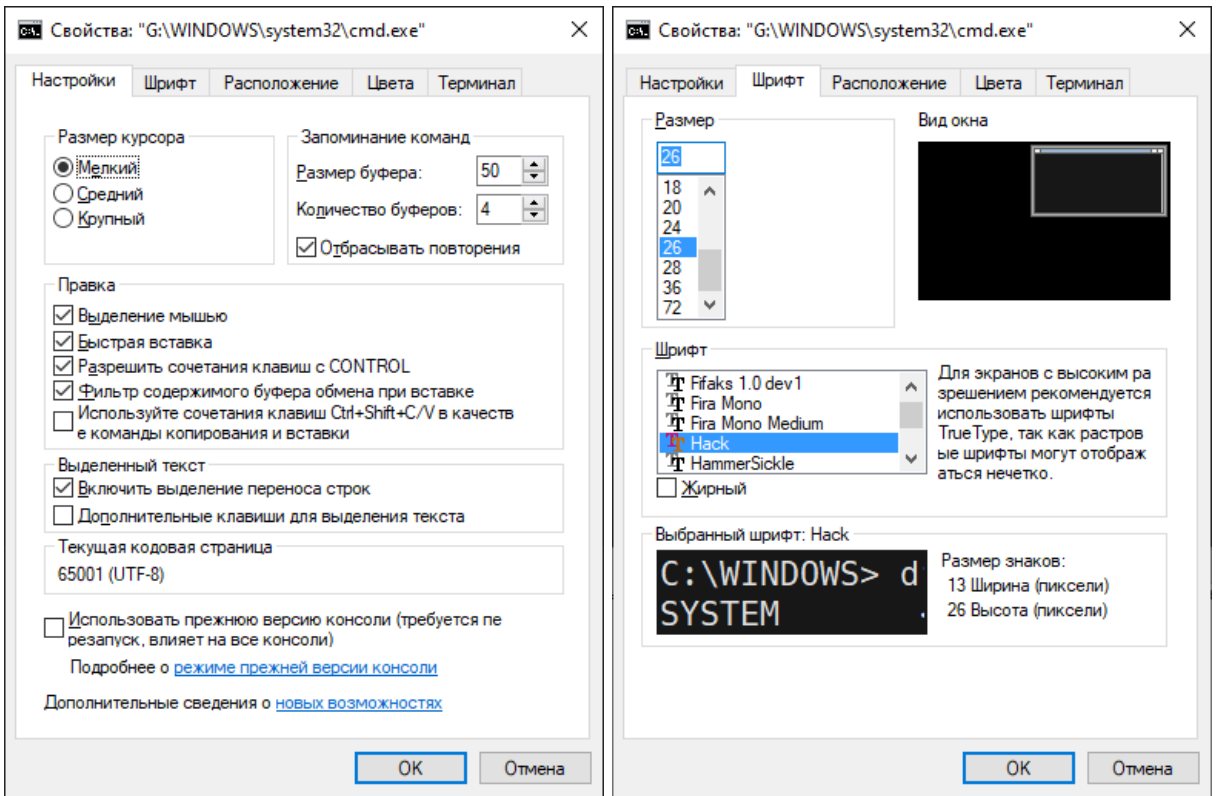 Свойства: "G:\WINDOWS\system32\cmd.exe"
Настройки Шрифт Расположение Цвета Терминал
Размер курсора
Мелкий
Средний
Крупный
Запоминание команд
Размер буфера: 50
Количество буферов: 4
Отбрасывать повторения
Правка
Выделение мышью
Быстрая вставка
Разрешить сочетания клавиш с CONTROL
Фильтр содержимого буфера обмена при вставке
Используйте сочетания клавиш Ctrl+Shift+C/V в качеств
е команды копирования и вставки
Выделенный текст
Включить выделение переноса строк
Дополнительные клавиши для выделения текста
Текущая кодовая страница
65001 (UTF-8)
Использовать прежнюю версию консоли (требуется пе
резапуск, влияет на все консоли)
Подробнее о режиме прежней версии консоли
Дополнительные сведения о новых возможностях
OK Отмена
Свойства: "G:\WINDOWS\system32\cmd.exe"
Настройки Шрифт Расположение Цвета Терминал
Размер
26
18
20
24
26
28
36
72
Вид окна
Шрифт
Fifaks 1.0 dev1
Fira Mono
Fira Mono Medium
Hack
HammerSickle
Жирный
Для экранов с высоким ра
зрешением рекомендуется
использовать шрифты
TrueType, так как растров
ые шрифты могут отображ
аться нечетко.
Выбранный шрифт: Hack
C:\WINDOWS> d
SYSTEM
Размер знаков:
13 Ширина (пиксели)
26 Высота (пиксели)
OK Отмена